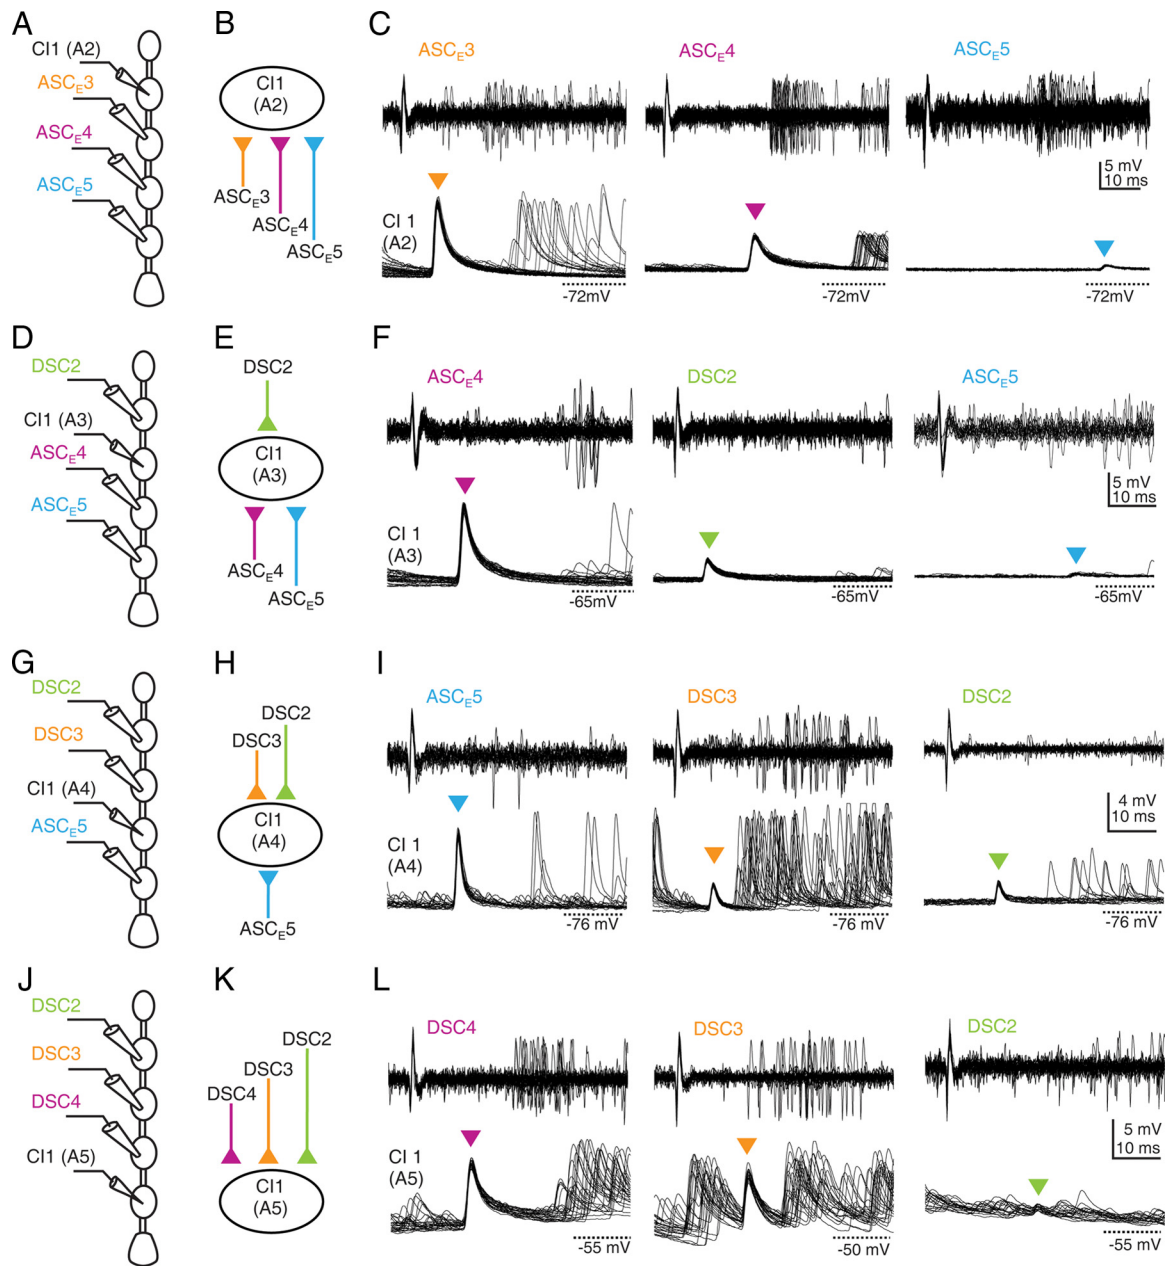 A
CI1 (A2)
ASCE3
ASCE4
ASCE5
B
CI1
(A2)
ASCE3
ASCE4
ASCE5
C
ASCE3
ASCE4
ASCE5
5 mV
10 ms
CI 1
(A2)
-72mV
-72mV
-72mV
D
DSC2
CI1 (A3)
ASCE4
ASCE5
E
DSC2
CI1
(A3)
ASCE4
ASCE5
F
ASCE4
DSC2
ASCE5
5 mV
10 ms
CI 1
(A3)
-65mV
-65mV
-65mV
G
DSC2
DSC3
CI1 (A4)
ASCE5
H
DSC2
DSC3
CI1
(A4)
ASCE5
I
ASCE5
DSC3
DSC2
4 mV
10 ms
CI 1
(A4)
-76 mV
-76 mV
-76 mV
J
DSC2
DSC3
DSC4
CI1 (A5)
K
DSC2
DSC3
DSC4
CI1
(A5)
L
DSC4
DSC3
DSC2
5 mV
10 ms
CI 1
(A5)
-55 mV
-50 mV
-55 mV